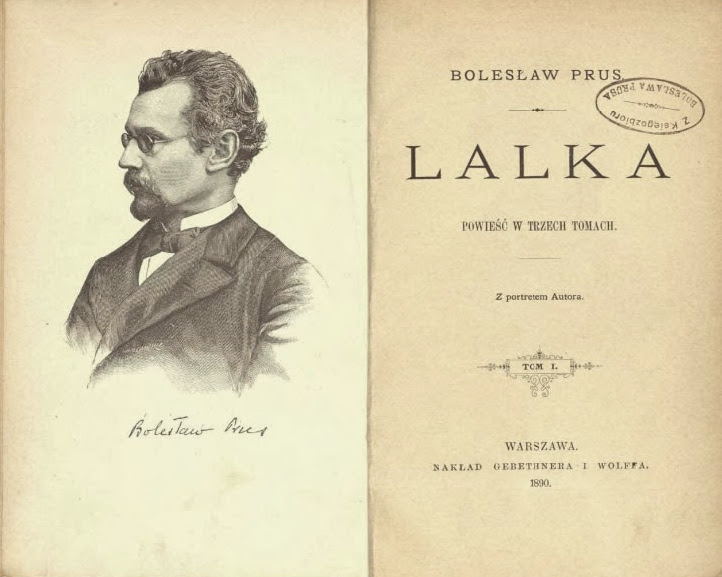 Bolesław Prus
BOLESŁAW PRUS.
Z Księgozbioru
BOLESŁAWA PRUSA
LALKA
POWIEŚĆ W TRZECH TOMACH.
Z portretem Autora.
TOM I.
WARSZAWA.
NAKŁAD GEBETHNERA I WOLFFA.
1890.